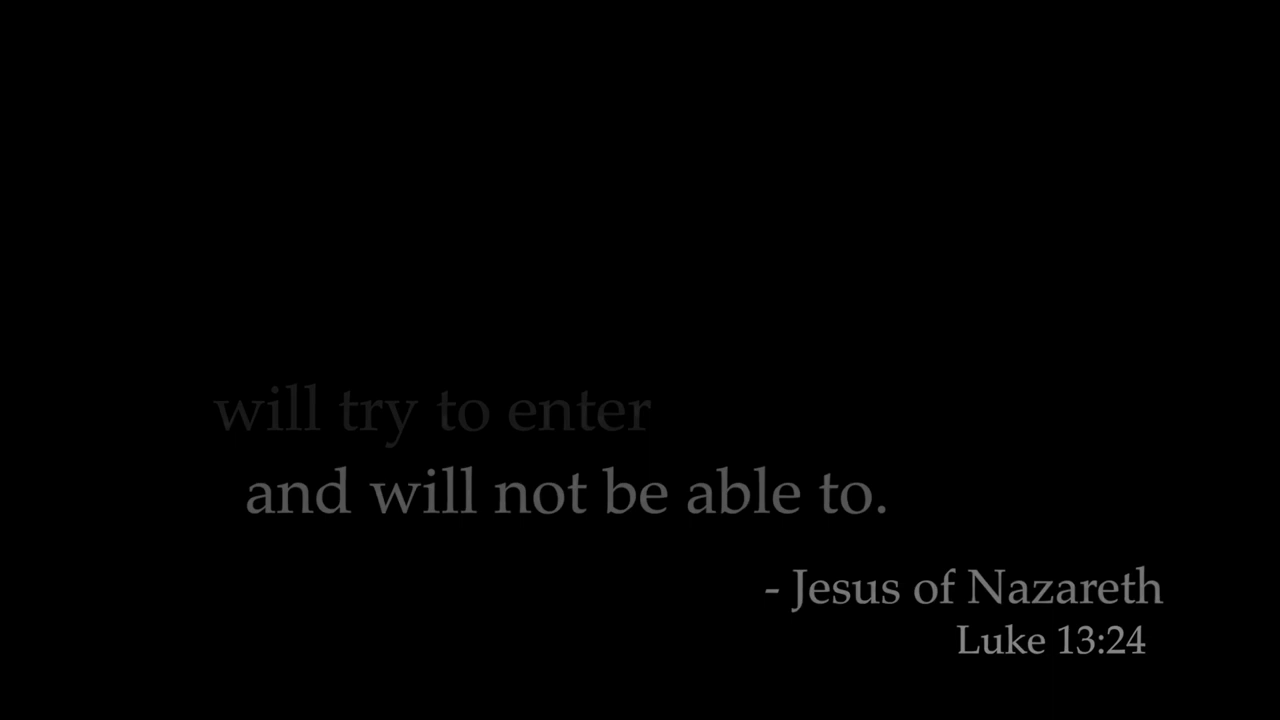 will try to enter
and will not be able to.
- Jesus of Nazareth
Luke 13:24